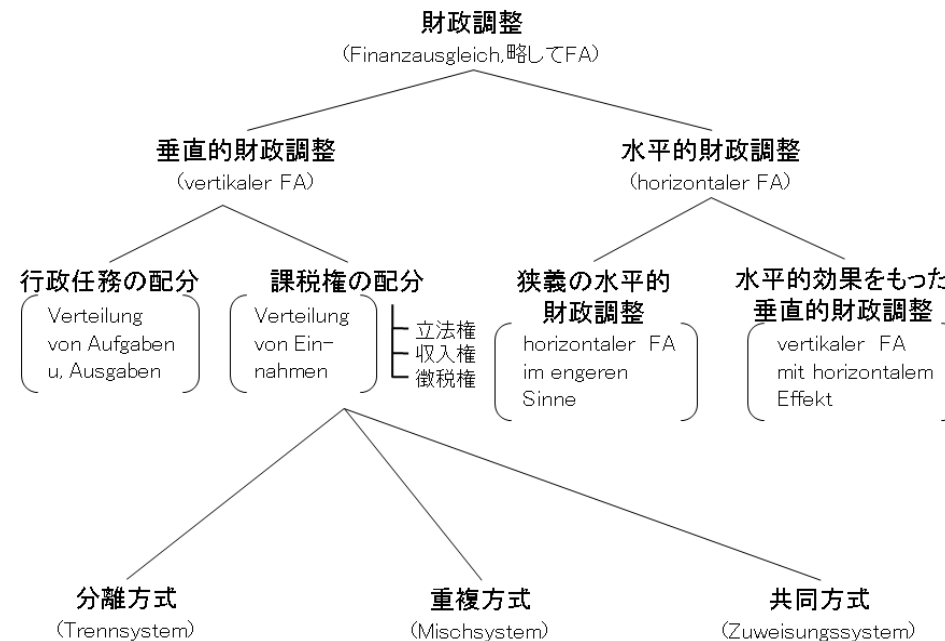 財政調整
(Finanzausgleich,略してFA)
垂直的財政調整
(vertikaler FA)
水平的財政調整
(horizontaler FA)
行政任務の配分
Verteilung
von Aufgaben
u, Ausgaben
課税権の配分
Verteilung
von Ein-
nahmen
立法権
収入権
徴税権
狭義の水平的
財政調整
horizontaler FA
im engeren
Sinne
水平的効果をもった
垂直的財政調整
vertikaler FA
mit horizontalem
Effekt
分離方式
(Trennsystem)
重複方式
(Mischsystem)
共同方式
(Zuweisungssystem)